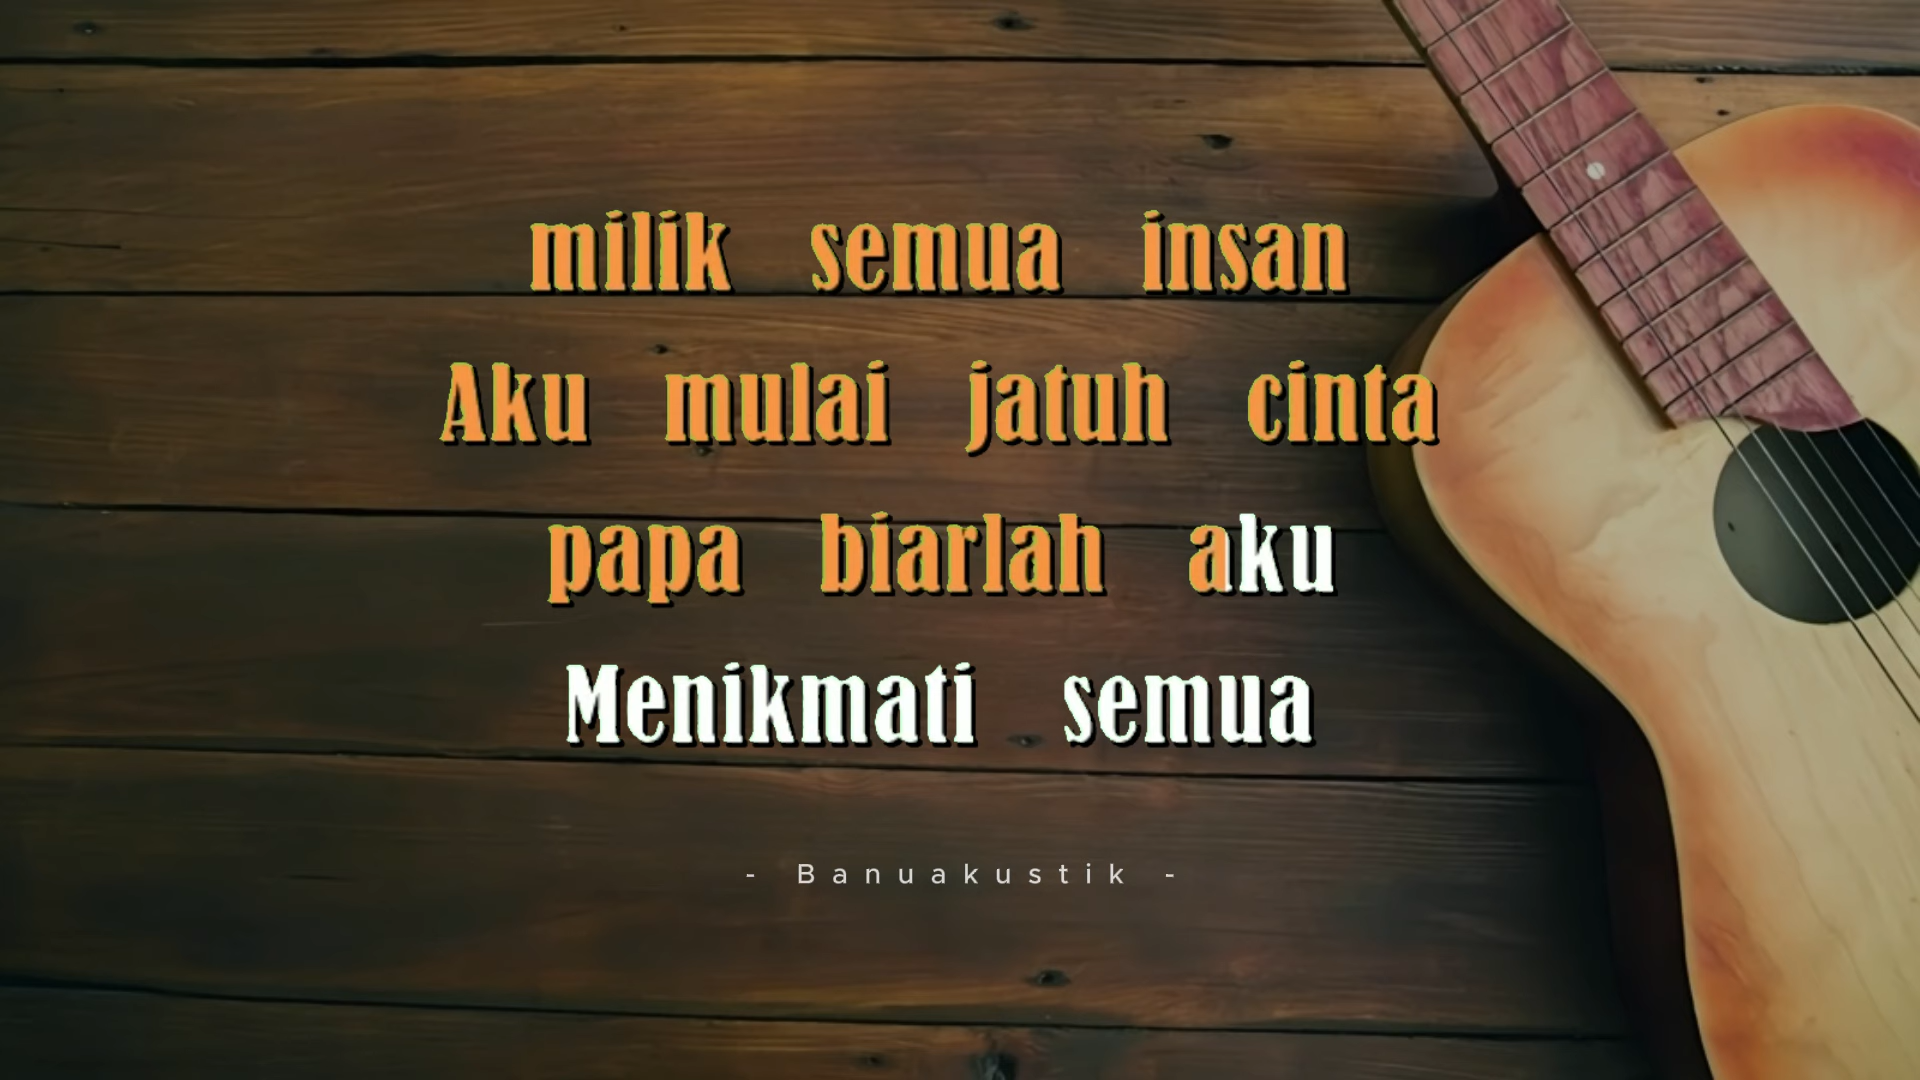 milik semua insan
Aku mulai jatuh cinta
papa biarlah aku
Menikmati semua
- Banuakustik -